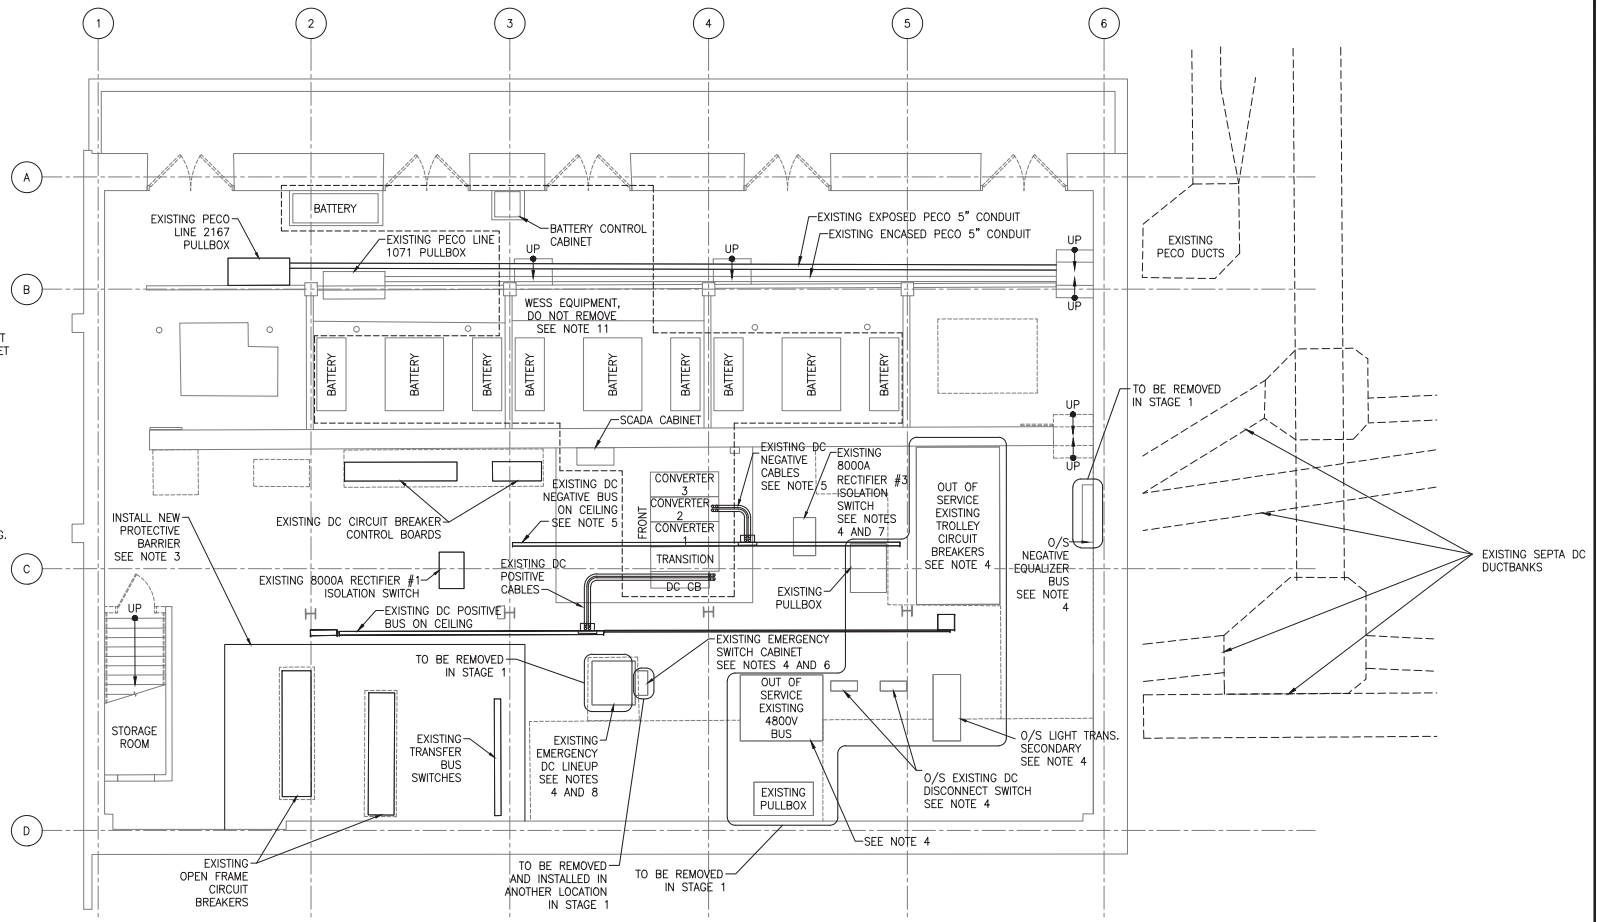 1
2
3
4
5
6
A
B
C
D
BATTERY
EXISTING PECO
LINE 2167
PULLBOX
EXISTING PECO LINE
1071 PULLBOX
BATTERY CONTROL
CABINET
UP
UP
EXISTING EXPOSED PECO 5" CONDUIT
EXISTING ENCASED PECO 5" CONDUIT
UP
UP
EXISTING
PECO DUCTS
WESS EQUIPMENT,
DO NOT REMOVE
SEE NOTE 11
T
ET
BATTERY
BATTERY
BATTERY
BATTERY
BATTERY
BATTERY
BATTERY
BATTERY
BATTERY
TO BE REMOVED
IN STAGE 1
UP
UP
SCADA CABINET
EXISTING DC
NEGATIVE
CABLES
SEE NOTE 5
EXISTING
8000A
RECTIFIER #3
ISOLATION
SWITCH
SEE NOTES
4 AND 7
OUT OF
SERVICE
EXISTING
TROLLEY
CIRCUIT
BREAKERS
SEE NOTE 4
EXISTING DC
NEGATIVE BUS
ON CEILING
SEE NOTE 5
FRONT
CONVERTER
3
CONVERTER
2
CONVERTER
1
TRANSITION
DC CB
G.
INSTALL NEW
PROTECTIVE
BARRIER
SEE NOTE 3
EXISTING DC CIRCUIT BREAKER
CONTROL BOARDS
O/S
NEGATIVE
EQUALIZER
BUS
SEE NOTE
4
EXISTING SEPTA DC
DUCTBANKS
EXISTING 8000A RECTIFIER #1
ISOLATION SWITCH
EXISTING DC
POSITIVE
CABLES
EXISTING
PULLBOX
UP
EXISTING DC POSITIVE
BUS ON CEILING
TO BE REMOVED
IN STAGE 1
EXISTING EMERGENCY
SWITCH CABINET
SEE NOTES 4 AND 6
OUT OF
SERVICE
EXISTING
4800V
BUS
STORAGE
ROOM
EXISTING
TRANSFER
BUS
SWITCHES
EXISTING
EMERGENCY
DC LINEUP
SEE NOTES
4 AND 8
O/S LIGHT TRANS.
SECONDARY
SEE NOTE 4
O/S EXISTING DC
DISCONNECT SWITCH
SEE NOTE 4
EXISTING
PULLBOX
SEE NOTE 4
EXISTING
OPEN FRAME
CIRCUIT
BREAKERS
TO BE REMOVED
AND INSTALLED IN
ANOTHER LOCATION
IN STAGE 1
TO BE REMOVED
IN STAGE 1